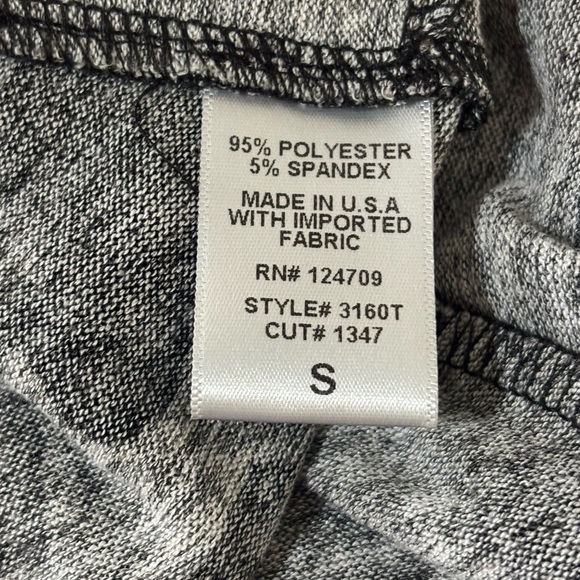 95% POLYESTER
5% SPANDEX
MADE IN U.S.A
WITH IMPORTED
FABRIC
RN# 124709
STYLE# 3160T
CUT# 1347
S